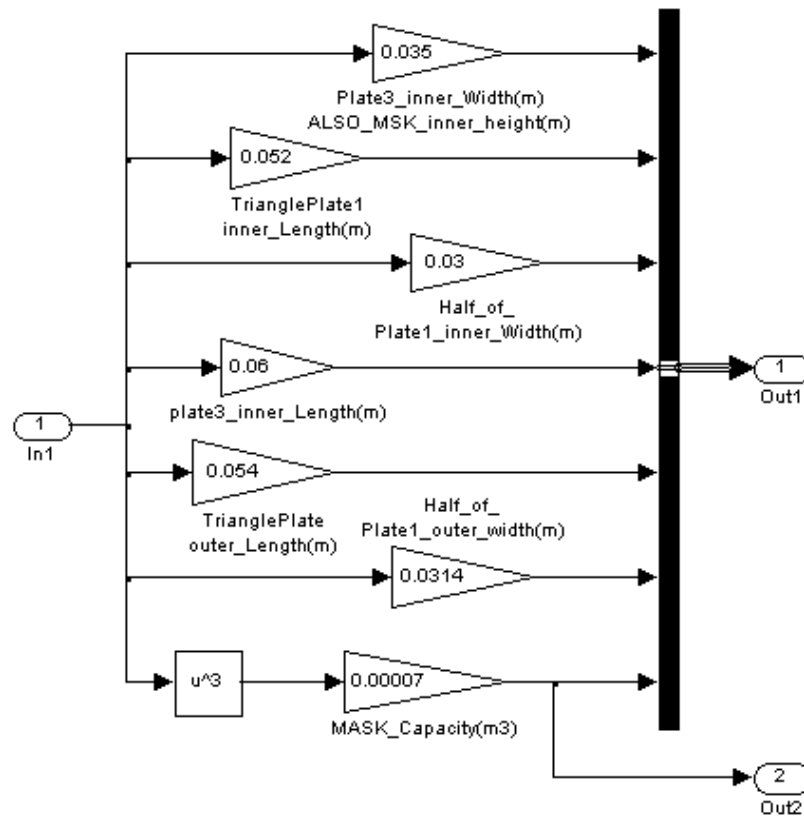 0.035
Plate3_inner_Width(m)
ALSO_MSK_inner_height(m)
0.052
TrianglePlate1
inner_Length(m)
0.03
Half_of_
Plate1_inner_Width(m)
0.06
plate3_inner_Length(m)
1
Out1
1
In1
0.054
TrianglePlate
outer_Length(m)
Half_of_
Plate1_outer_width(m)
0.0314
u^3
0.00007
MASK_Capacity(m3)
2
Out2